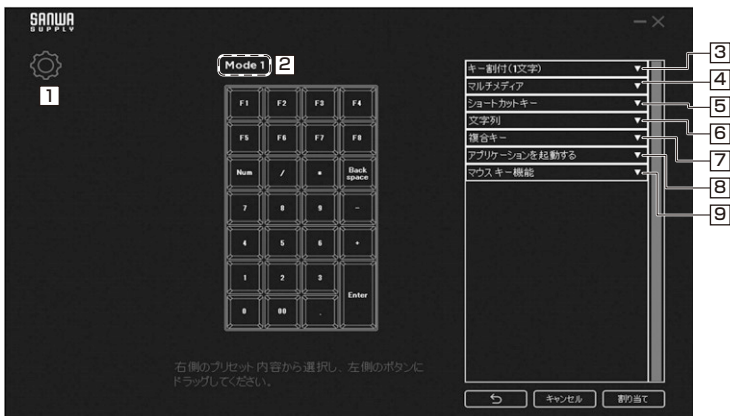 SANWA
SUPPLY
1
Mode 1
2
F1 F2 F3 F4
F5 F6 F7 F8
Num / * Back space
7 8 9 -
4 5 6 +
1 2 3
Enter
0 00 .
右側のプリセット内容から選択し、左側のボタンに
ドラッグしてください。
キー割付(1文字) ▼ 3
マルチメディア ▼ 4
ショートカットキー ▼ 5
文字列 ▼ 6
複合キー ▼ 7
アプリケーションを起動する ▼ 8
マウスキー機能 ▼ 9
キャンセル
割り当て